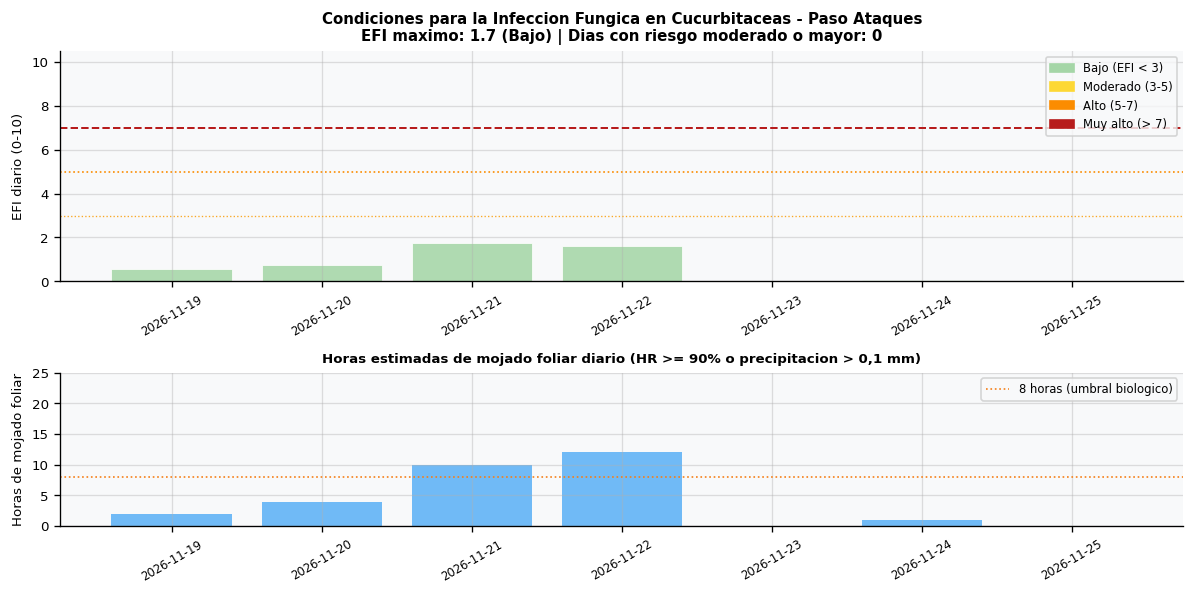 Condiciones para la Infeccion Fungica en Cucurbitaceas - Paso Ataques
EFI maximo: 1.7 (Bajo) | Dias con riesgo moderado o mayor: 0
EFI diario (0-10)
10
8
6
4
2
0
Bajo (EFI < 3)
Moderado (3-5)
Alto (5-7)
Muy alto (> 7)
2026-11-19
2026-11-20
2026-11-21
2026-11-22
2026-11-23
2026-11-24
2026-11-25
Horas estimadas de mojado foliar diario (HR >= 90% o precipitacion > 0,1 mm)
Horas de mojado foliar
25
20
15
10
5
0
8 horas (umbral biologico)
2026-11-19
2026-11-20
2026-11-21
2026-11-22
2026-11-23
2026-11-24
2026-11-25